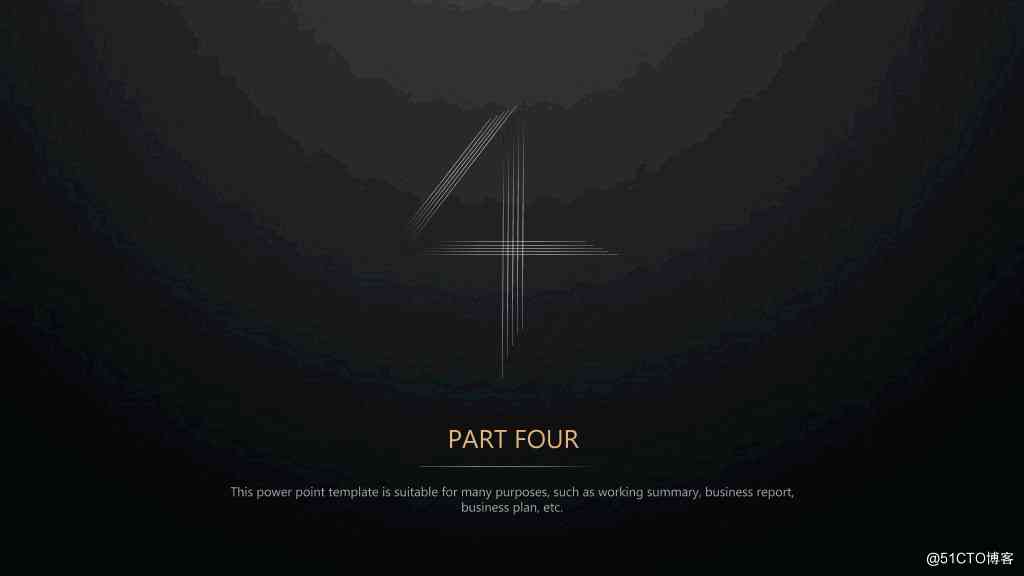 4
PART FOUR
This power point template is suitable for many purposes, such as working summary, business report,
business plan, etc.
@51CTO博客